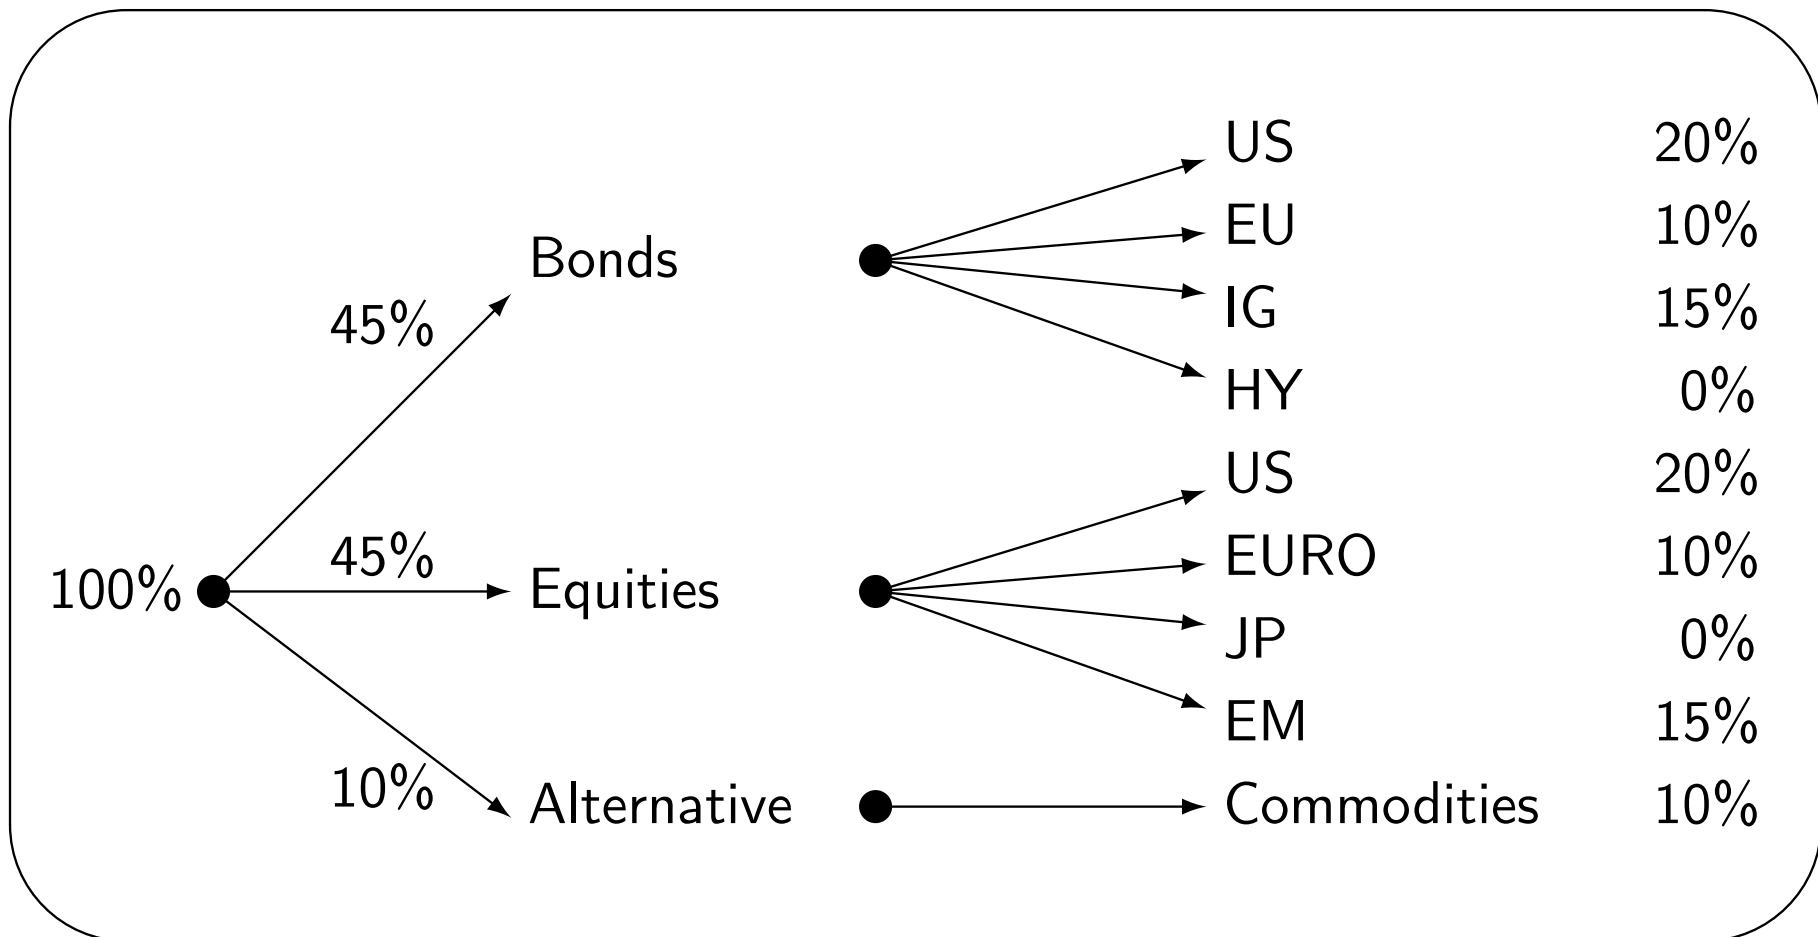 US 20%
EU 10%
Bonds
IG 15%
45%
HY 0%
US 20%
45%
EURO 10%
100% Equities
JP 0%
EM 15%
10%
Alternative Commodities 10%